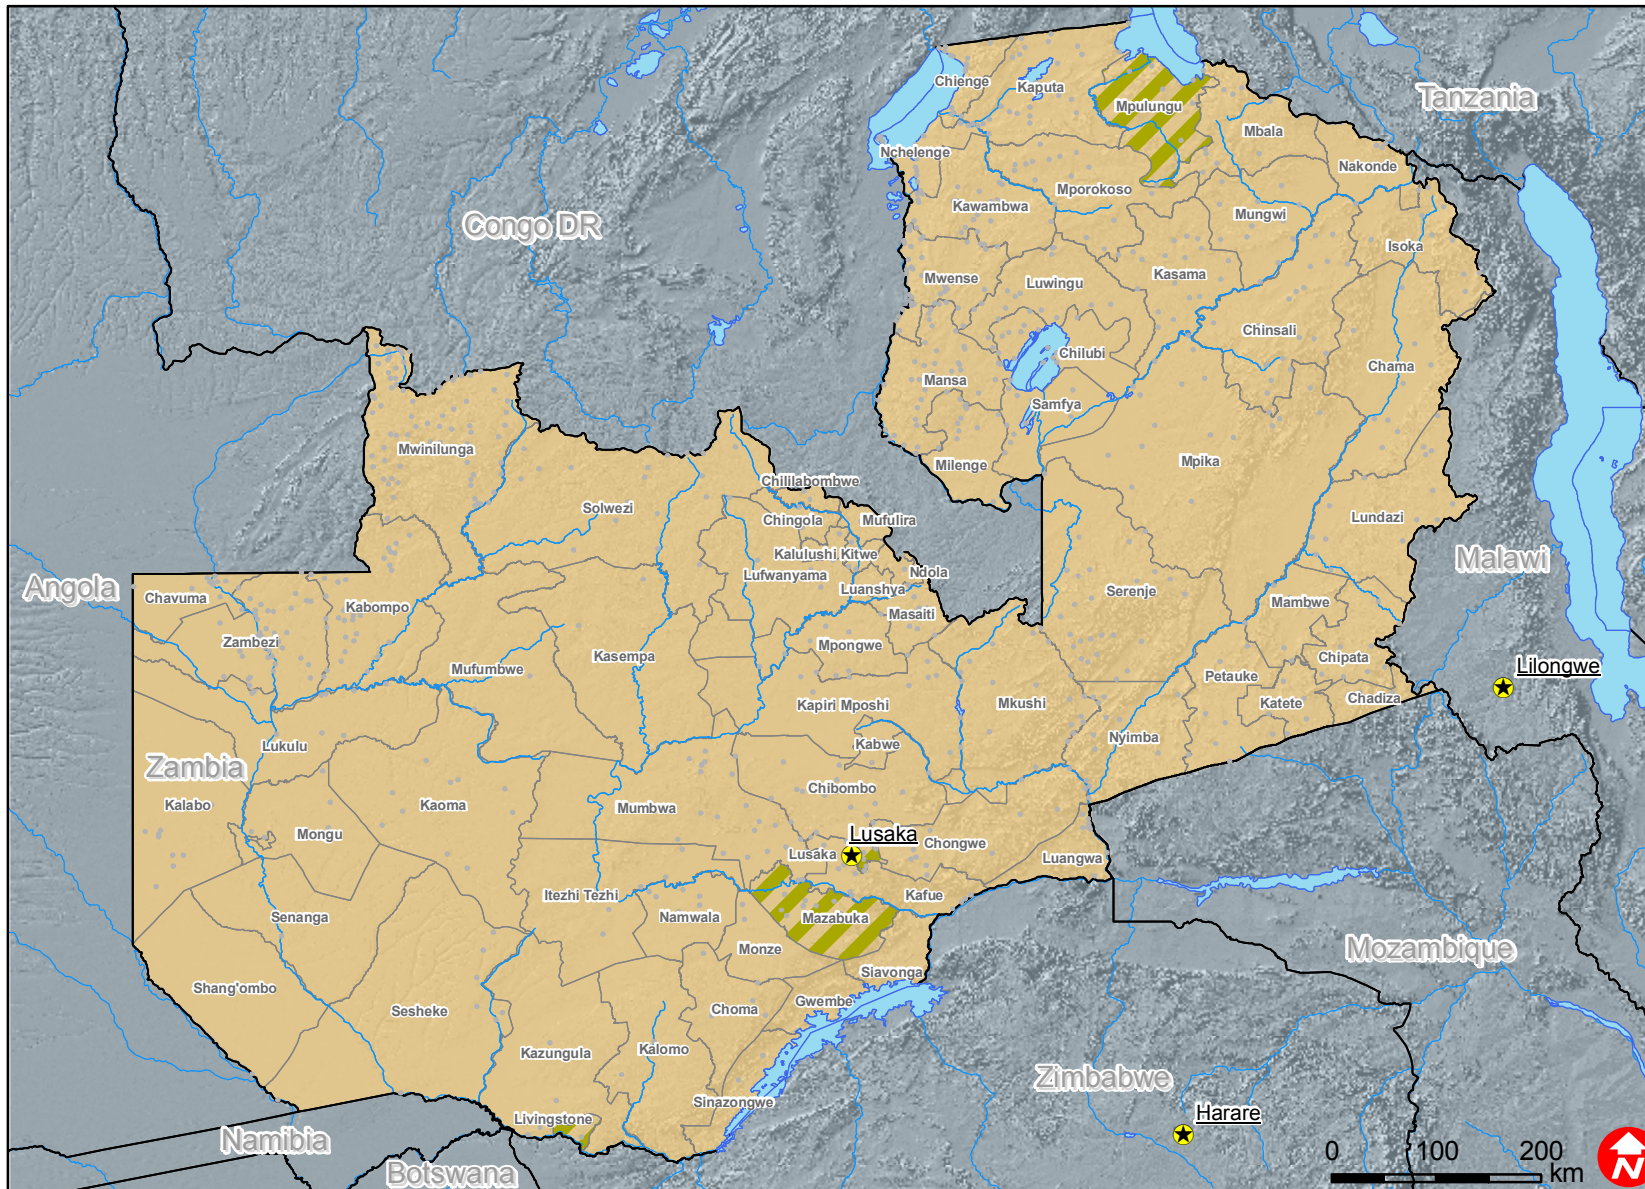 Tanzania
Chienge
Kaputa
Mpulungu
Mbala
Nchelenge
Nakonde
Mporokoso
Kawambwa
Mungwi
Congo DR
Isoka
Mwense
Luwingu
Kasama
Chinsali
Chilubi
Chama
Mansa
Samfya
Mwinilunga
Milenge
Mpika
Chililabombwe
Solwezi
Chingola
Mufulira
Lundazi
Kalulushi
Kitwe
Malawi
Lufwanyama
Ndola
Angola
Luanshya
Serenje
Chavuma
Kabompo
Masaiti
Mambwe
Zambezi
Mpongwe
Kasempa
Chipata
Mufumbwe
Petauke
Lilongwe
Kapiri Mposhi
Mkushi
Katete
Chadiza
Lukulu
Kabwe
Nyimba
Zambia
Chibombo
Kalabo
Kaoma
Mumbwa
Mongu
Lusaka
Chongwe
Lusaka
Luangwa
Itezhi Tezhi
Kafue
Senanga
Namwala
Mazabuka
Monze
Mozambique
Siavonga
Shang'ombo
Gwembe
Sesheke
Choma
Kazungula
Kalomo
Zimbabwe
Sinazongwe
Livingstone
Harare
Namibia
Botswana
0 100 200
km
N